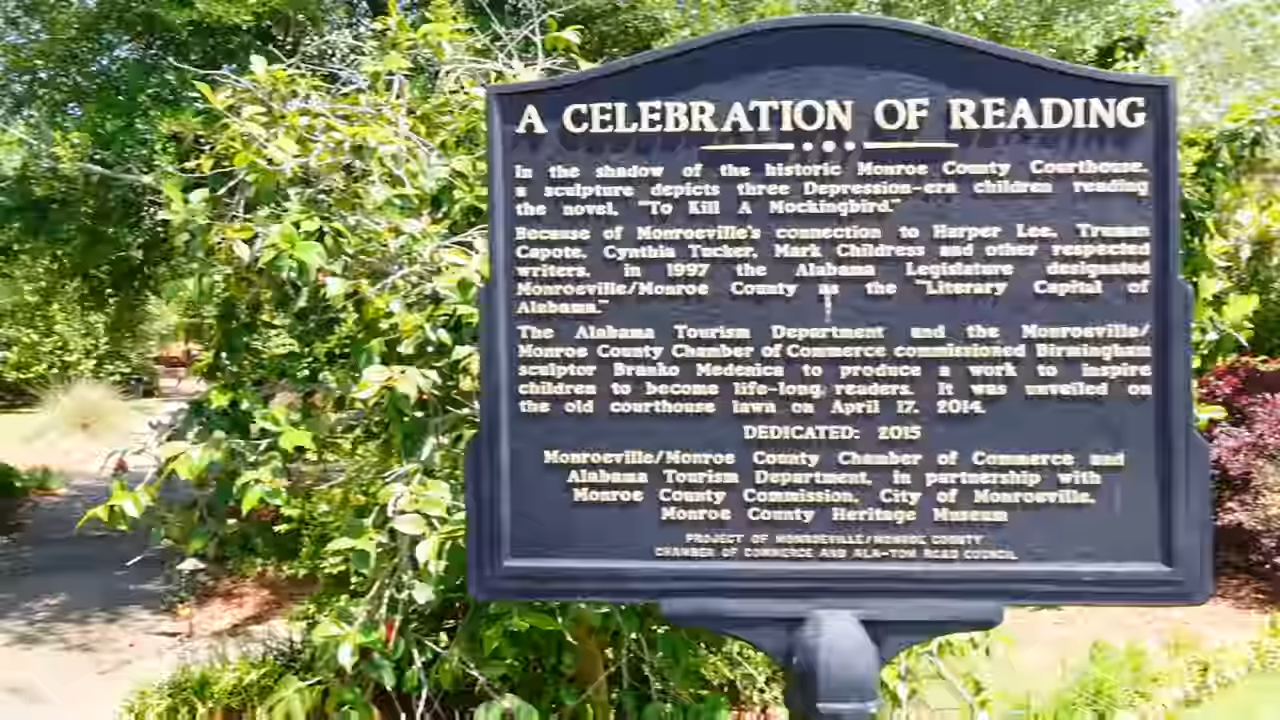 A CELEBRATION OF READING
In the shadow of the historic Monroe County Courthouse,
a sculpture depicts three Depression-era children reading
the novel, "To Kill A Mockingbird."
Because of Monroeville's connection to Harper Lee, Truman
Capote, Cynthia Tucker, Mark Childress and other respected
writers, in 1997 the Alabama Legislature designated
Monroeville/Monroe County as the "Literary Capital of
Alabama."
The Alabama Tourism Department and the Monroeville/
Monroe County Chamber of Commerce commissioned Birmingham
sculptor Branko Medenica to produce a work to inspire
children to become life-long readers. It was unveiled on
the old courthouse lawn on April 17, 2014.
DEDICATED: 2015
Monroeville/Monroe County Chamber of Commerce and
Alabama Tourism Department, in partnership with
Monroe County Commission, City of Monroeville,
Monroe County Heritage Museum
PROJECT OF MONROEVILLE/MONROE COUNTY
CHAMBER OF COMMERCE AND ALA-TOM ROAD COUNCIL